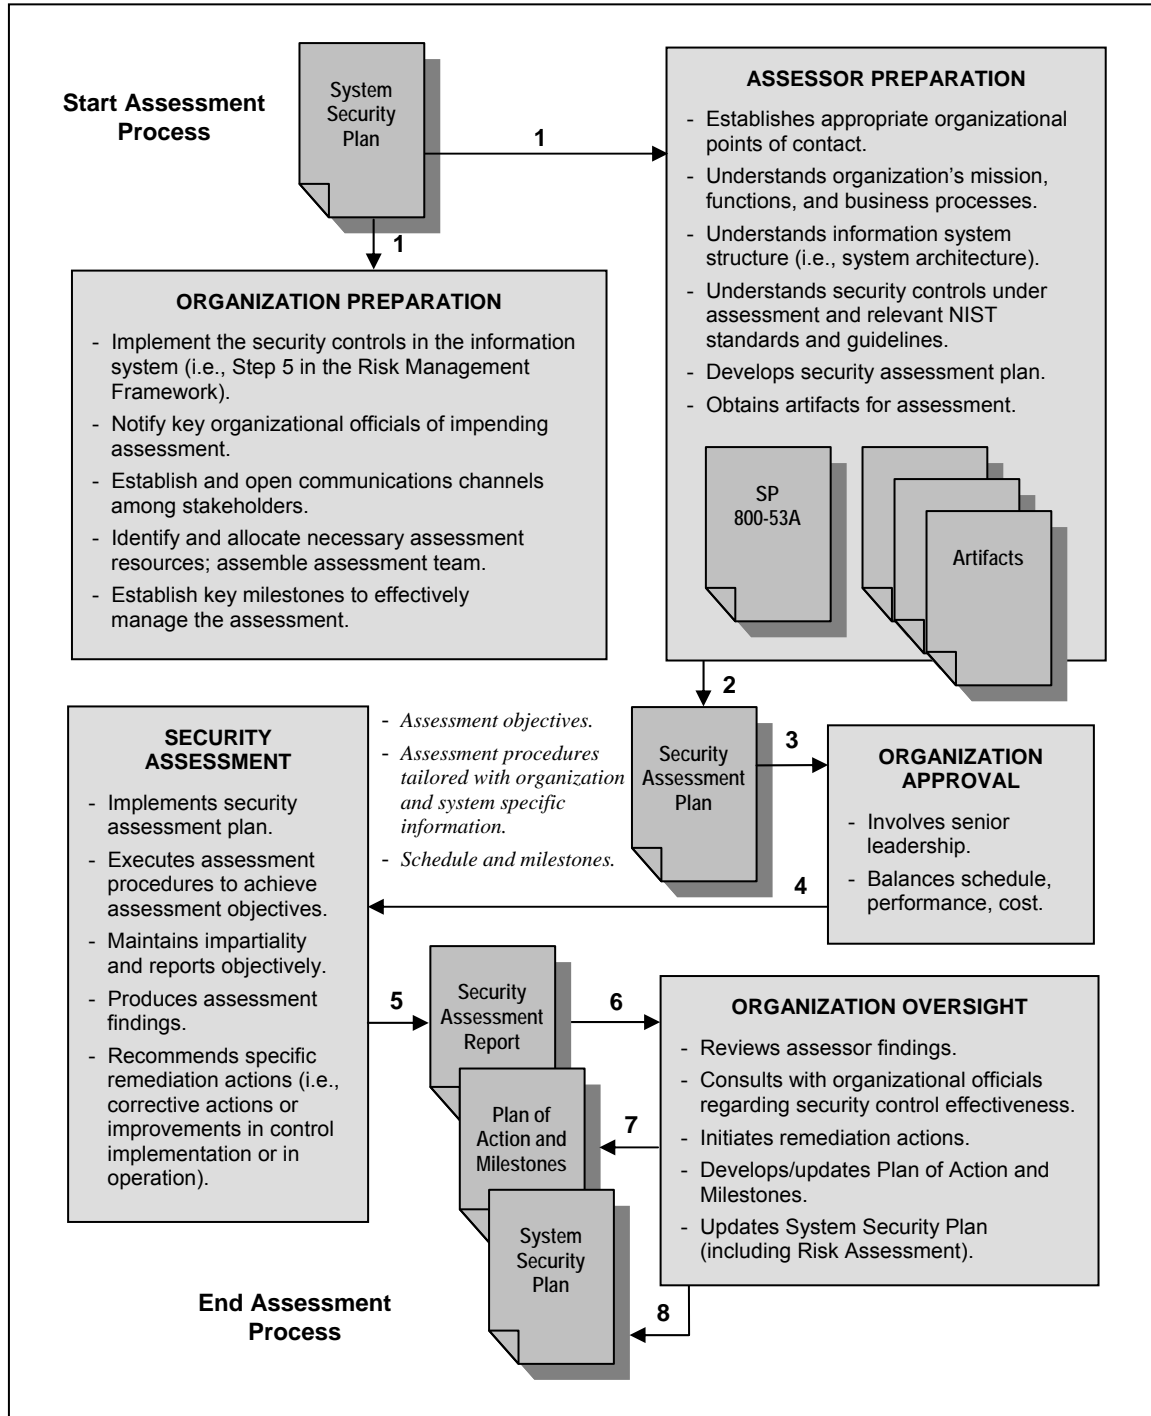 Start Assessment
Process
System
Security
Plan
1
1
ASSESSOR PREPARATION
- Establishes appropriate organizational
points of contact.
- Understands organization's mission,
functions, and business processes.
- Understands information system
structure (i.e., system architecture).
- Understands security controls under
assessment and relevant NIST
standards and guidelines.
- Develops security assessment plan.
- Obtains artifacts for assessment.
SP
800-53A
Artifacts
ORGANIZATION PREPARATION
- Implement the security controls in the information
system (i.e., Step 5 in the Risk Management
Framework).
- Notify key organizational officials of impending
assessment.
- Establish and open communications channels
among stakeholders.
- Identify and allocate necessary assessment
resources; assemble assessment team.
- Establish key milestones to effectively
manage the assessment.
2
Security
Assessment
Plan
- Assessment objectives.
- Assessment procedures
tailored with organization
and system specific
information.
- Schedule and milestones.
3
ORGANIZATION
APPROVAL
- Involves senior
leadership.
- Balances schedule,
performance, cost.
4
SECURITY
ASSESSMENT
- Implements security
assessment plan.
- Executes assessment
procedures to achieve
assessment objectives.
- Maintains impartiality
and reports objectively.
- Produces assessment
findings.
- Recommends specific
remediation actions (i.e.,
corrective actions or
improvements in control
implementation or in
operation).
5
Security
Assessment
Report
6
ORGANIZATION OVERSIGHT
- Reviews assessor findings.
- Consults with organizational officials
regarding security control effectiveness.
- Initiates remediation actions.
- Develops/updates Plan of Action and
Milestones.
- Updates System Security Plan
(including Risk Assessment).
7
Plan of
Action and
Milestones
System
Security
Plan
8
End Assessment
Process